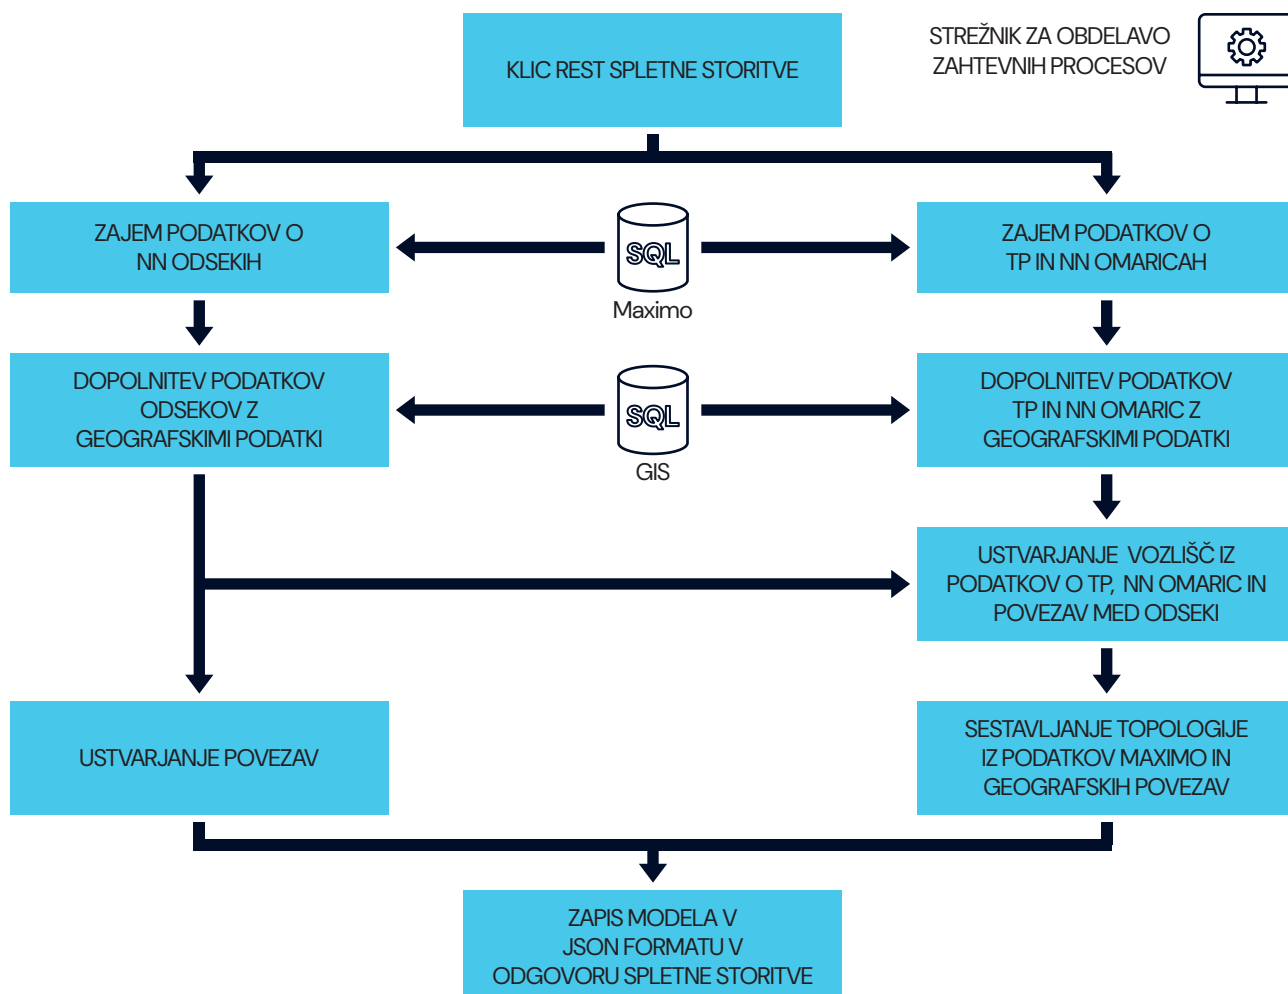 KLIC REST SPLETNE STORITVE
STREŽNIK ZA OBDELAVO
ZAHTEVNIH PROCESOV
ZAJEM PODATKOV O
NN ODSEKIH
SQL
Maximo
ZAJEM PODATKOV O
TP IN NN OMARICAH
DOPOLNITEV PODATKOV
ODSEKOV Z
GEOGRAFSKIMI PODATKI
SQL
GIS
DOPOLNITEV PODATKOV
TP IN NN OMARIC Z
GEOGRAFSKIMI PODATKI
USTVARJANJE VOZLIŠČ IZ
PODATKOV O TP, NN OMARIC IN
POVEZAV MED ODSEKI
USTVARJANJE POVEZAV
SESTAVLJANJE TOPOLOGIJE
IZ PODATKOV MAXIMO IN
GEOGRAFSKIH POVEZAV
ZAPIS MODELA V
JSON FORMATU V
ODGOVORU SPLETNE STORITVE